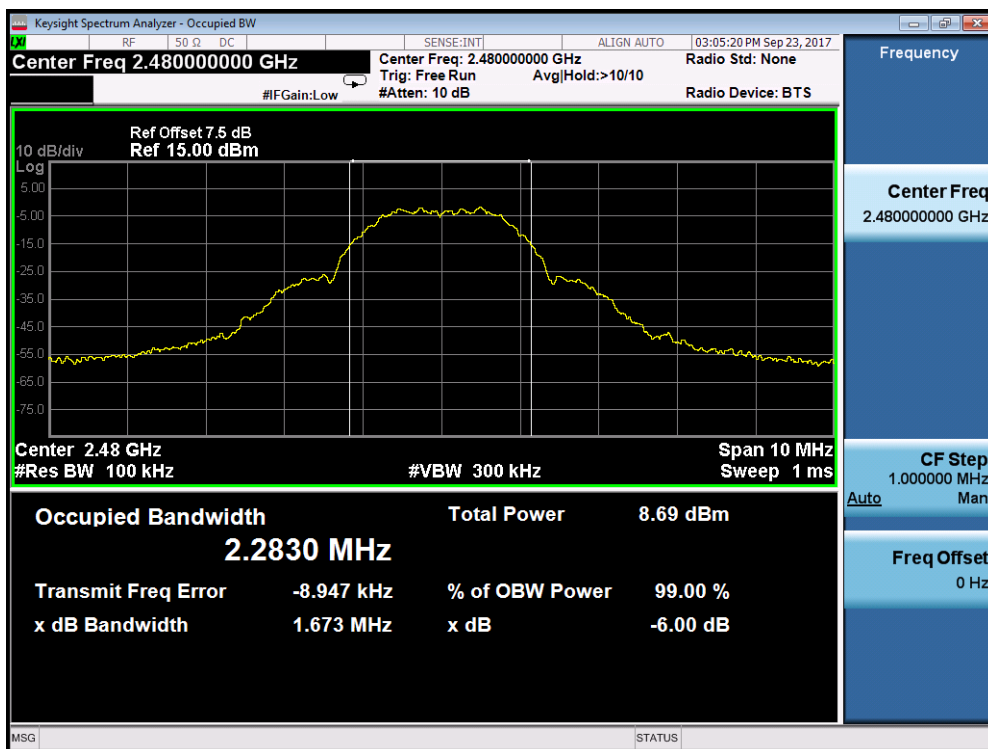 Keysight Spectrum Analyzer - Occupied BW
LXI RF 50 Ω DC SENSE:INT ALIGN AUTO 03:05:20 PM Sep 23, 2017
Center Freq 2.480000000 GHz
#IFGain:Low
Center Freq: 2.480000000 GHz
Trig: Free Run Avg|Hold:>10/10
#Atten: 10 dB
Radio Std: None
Radio Device: BTS
Ref Offset 7.5 dB
10 dB/div Ref 15.00 dBm
Log
5.00
-5.00
-15.0
-25.0
-35.0
-45.0
-55.0
-65.0
-75.0
Center 2.48 GHz Span 10 MHz
#Res BW 100 kHz #VBW 300 kHz Sweep 1 ms
Occupied Bandwidth Total Power 8.69 dBm
2.2830 MHz
Transmit Freq Error -8.947 kHz % of OBW Power 99.00 %
x dB Bandwidth 1.673 MHz x dB -6.00 dB
MSG STATUS
Frequency
Center Freq
2.480000000 GHz
CF Step
1.000000 MHz
Auto Man
Freq Offset
0 Hz